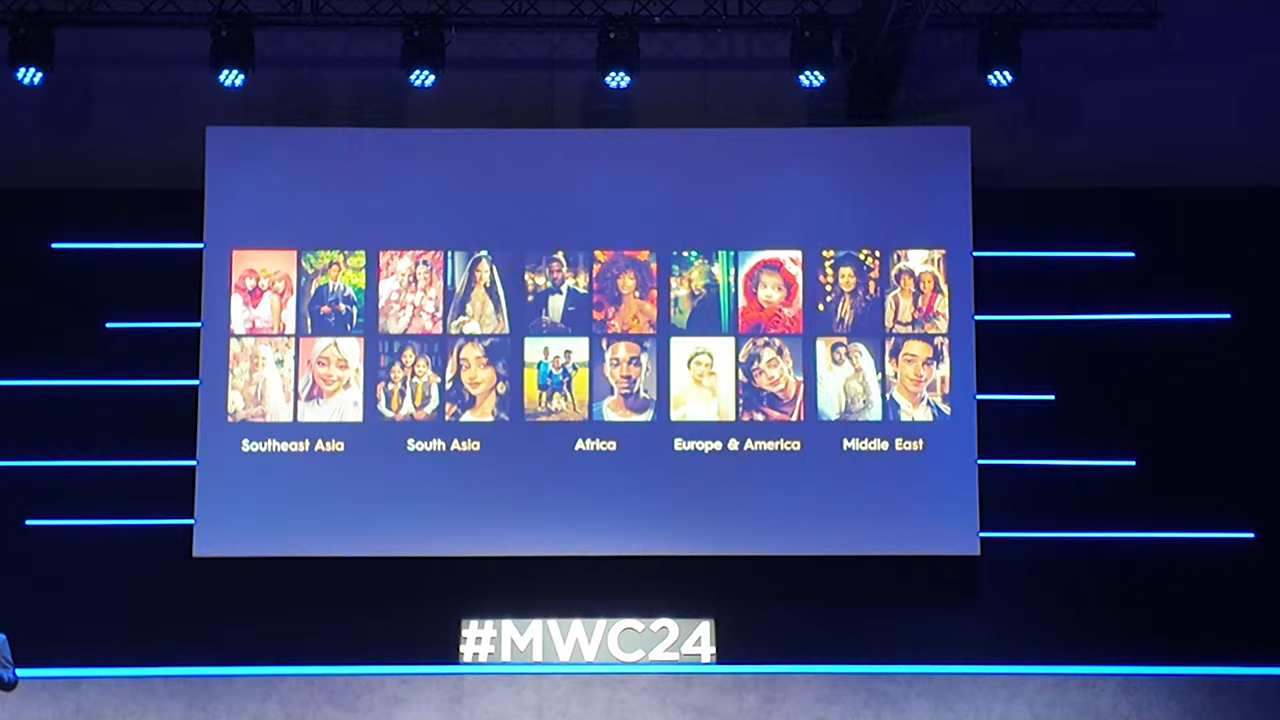 Southeast Asia
South Asia
Africa
Europe & America
Middle East
#MWC24